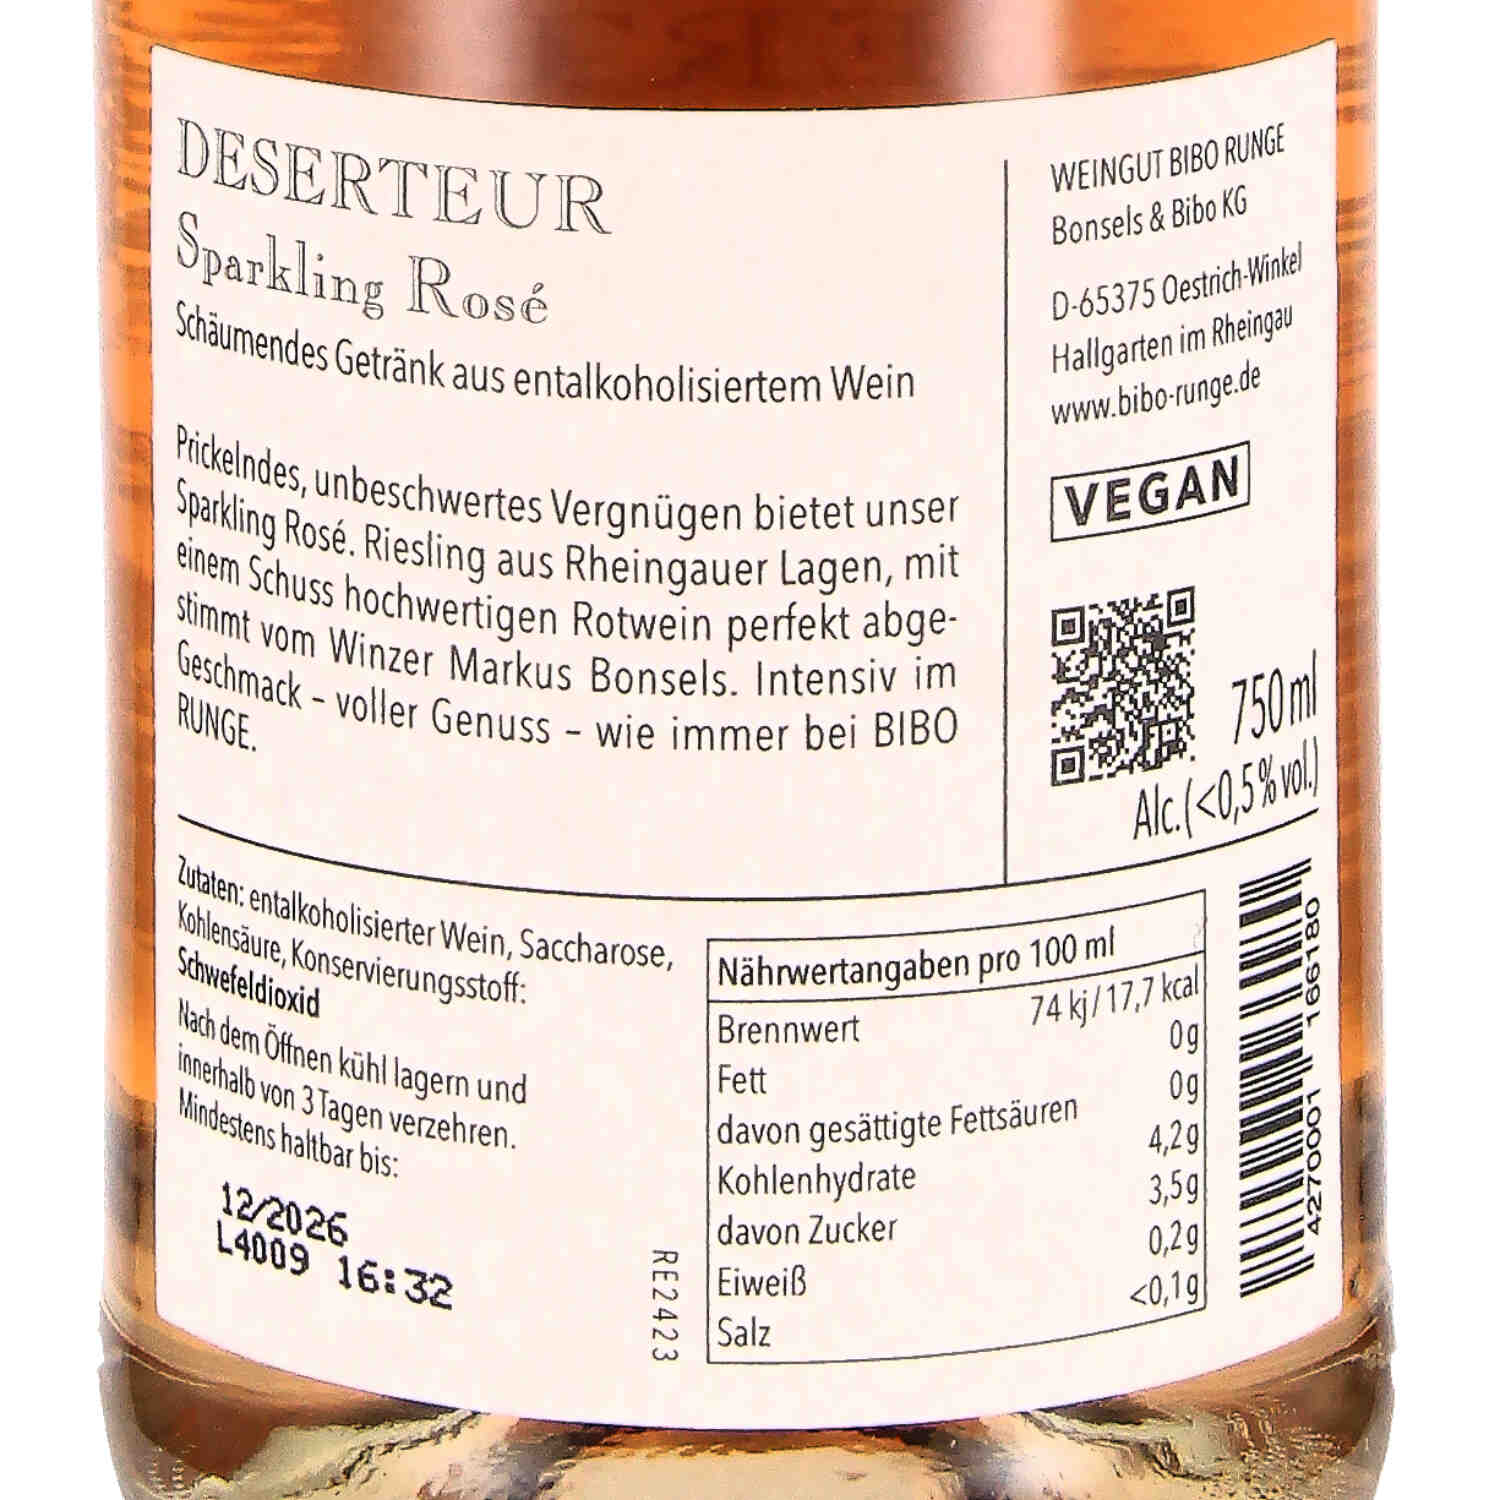 DESERTEUR
Sparkling Rosé
Schäumendes Getränk aus entalkoholisiertem Wein
Prickelndes, unbeschwertes Vergnügen bietet unser
Sparkling Rosé. Riesling aus Rheingauer Lagen, mit
einem Schuss hochwertigen Rotwein perfekt abge-
stimmt vom Winzer Markus Bonsels. Intensiv im
Geschmack – voller Genuss – wie immer bei BIBO
RUNGE.
WEINGUT BIBO RUNGE
Bonsels & Bibo KG
D-65375 Oestrich-Winkel
Hallgarten im Rheingau
www.bibo-runge.de
VEGAN
750 ml
Alc. (<0,5 % vol.)
Zutaten: entalkoholisierter Wein, Saccharose,
Kohlensäure, Konservierungsstoff:
Schwefeldioxid
Nach dem Öffnen kühl lagern und
innerhalb von 3 Tagen verzehren.
Mindestens haltbar bis:
12/2026
L4009 16:32
RE2423
Nährwertangaben pro 100 ml
Brennwert 74 kj / 17,7 kcal
Fett 0g
davon gesättigte Fettsäuren 0g
Kohlenhydrate 4,2g
davon Zucker 3,5g
Eiweiß 0,2g
Salz <0,1g
4270001 166180